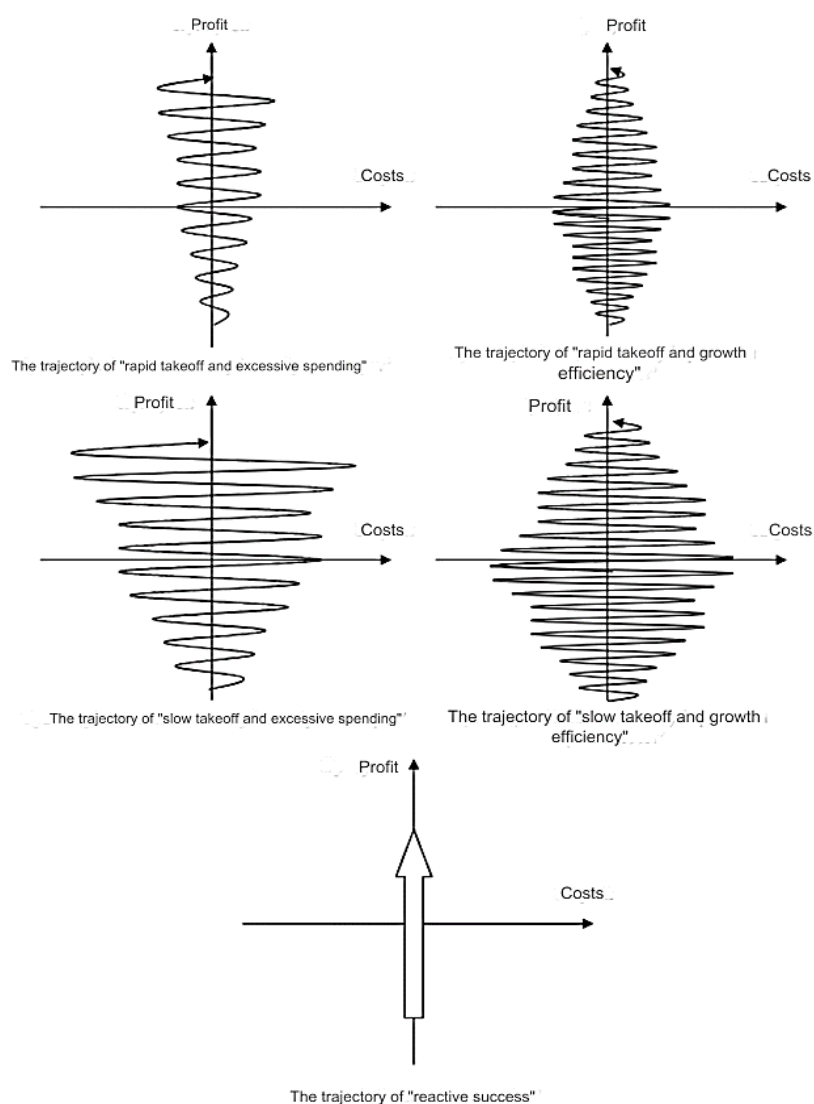 Profit
Profit
Costs
Costs
The trajectory of "rapid takeoff and excessive spending"
The trajectory of "rapid takeoff and growth
efficiency"
Profit
Profit
Costs
Costs
The trajectory of "slow takeoff and excessive spending"
The trajectory of "slow takeoff and growth
efficiency"
Profit
Costs
The trajectory of "reactive success"